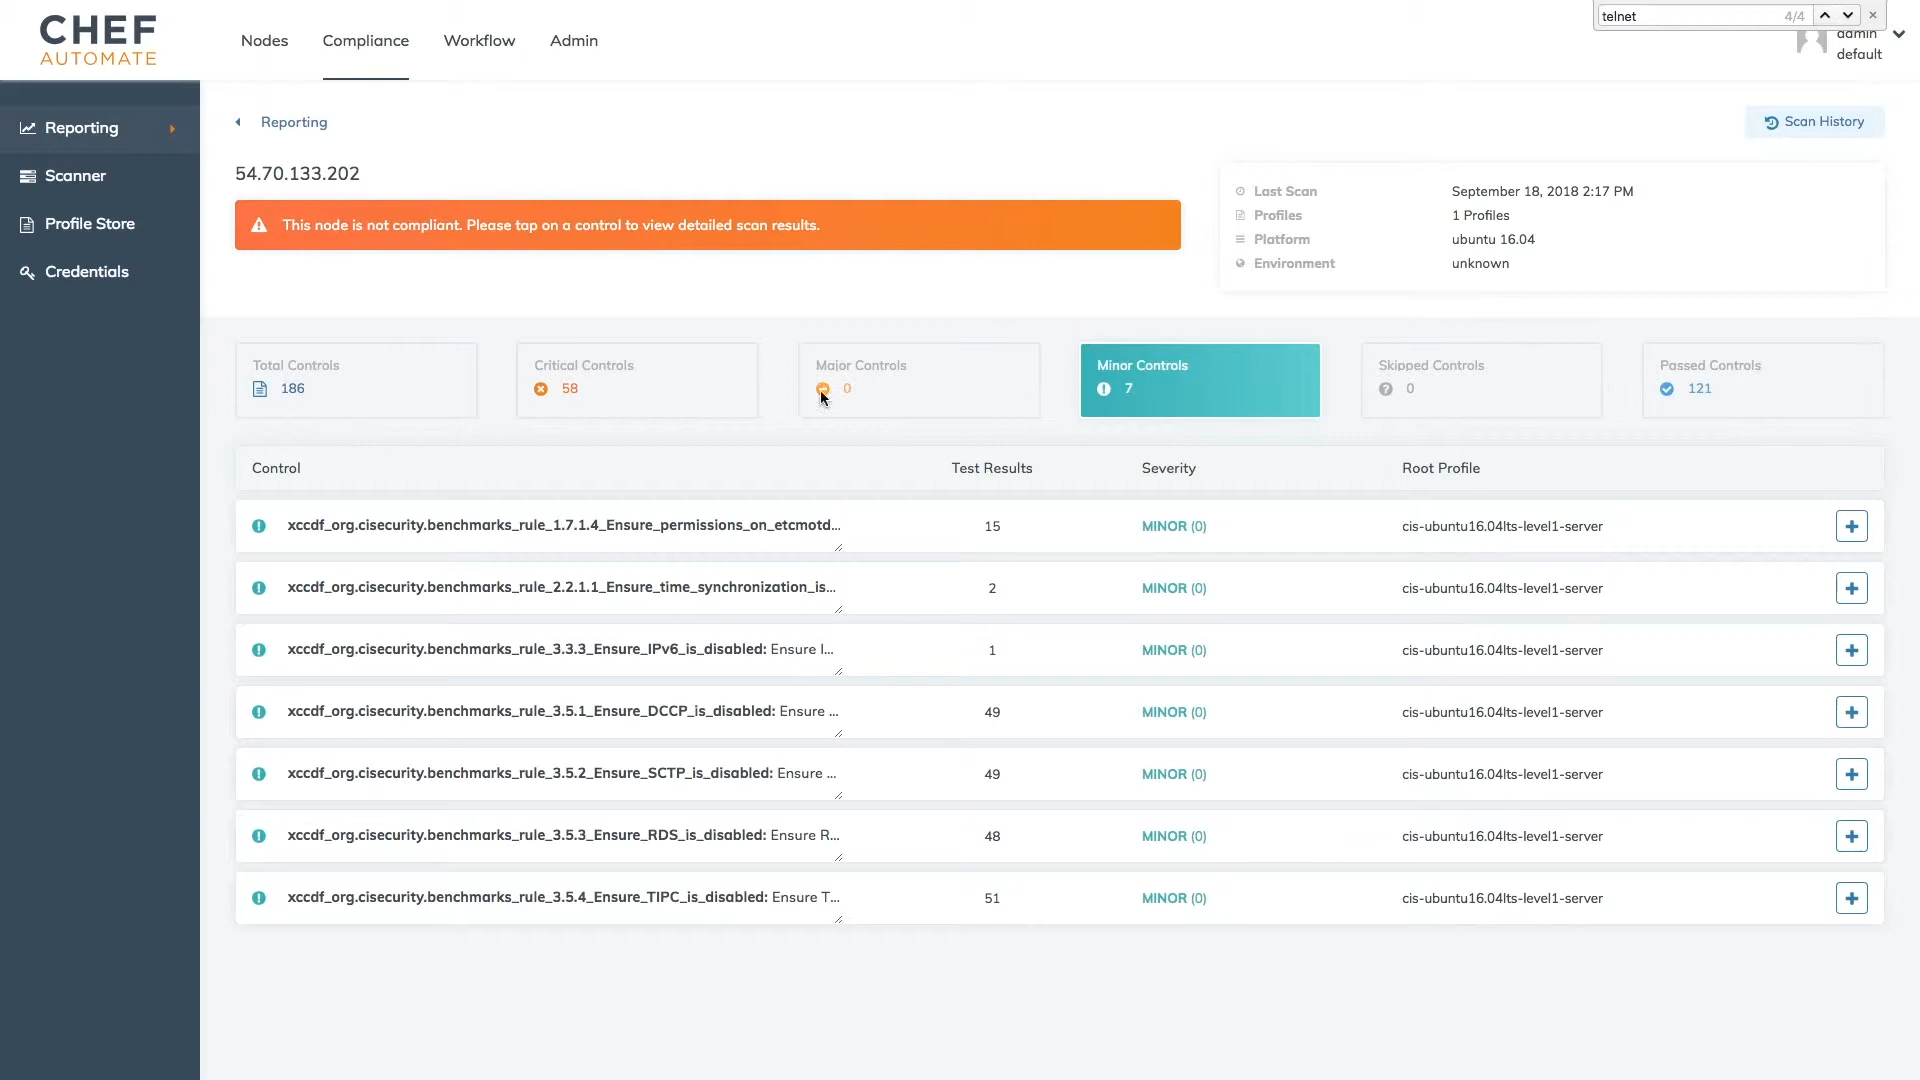 CHEF
AUTOMATE
Nodes
Compliance
Workflow
Admin
telnet
4/4
admin
default
Reporting
Scanner
Profile Store
Credentials
Reporting
Scan History
54.70.133.202
This node is not compliant. Please tap on a control to view detailed scan results.
Last Scan September 18, 2018 2:17 PM
Profiles 1 Profiles
Platform ubuntu 16.04
Environment unknown
Total Controls
186
Critical Controls
58
Major Controls
0
Minor Controls
7
Skipped Controls
0
Passed Controls
121
Control Test Results Severity Root Profile
xccdf_org.cisecurity.benchmarks_rule_1.7.1.4_Ensure_permissions_on_etcmotd... 15 MINOR (0) cis-ubuntu16.04lts-level1-server
xccdf_org.cisecurity.benchmarks_rule_2.2.1.1_Ensure_time_synchronization_is... 2 MINOR (0) cis-ubuntu16.04lts-level1-server
xccdf_org.cisecurity.benchmarks_rule_3.3.3_Ensure_IPv6_is_disabled: Ensure I... 1 MINOR (0) cis-ubuntu16.04lts-level1-server
xccdf_org.cisecurity.benchmarks_rule_3.5.1_Ensure_DCCP_is_disabled: Ensure ... 49 MINOR (0) cis-ubuntu16.04lts-level1-server
xccdf_org.cisecurity.benchmarks_rule_3.5.2_Ensure_SCTP_is_disabled: Ensure ... 49 MINOR (0) cis-ubuntu16.04lts-level1-server
xccdf_org.cisecurity.benchmarks_rule_3.5.3_Ensure_RDS_is_disabled: Ensure R... 48 MINOR (0) cis-ubuntu16.04lts-level1-server
xccdf_org.cisecurity.benchmarks_rule_3.5.4_Ensure_TIPC_is_disabled: Ensure T... 51 MINOR (0) cis-ubuntu16.04lts-level1-server